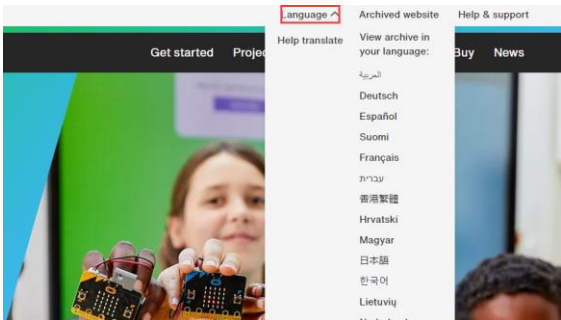 Language Archived website Help & support
Get started Projec Buy News
Help translate
View archive in
your language:
العربية
Deutsch
Español
Suomi
Français
עברית
香港繁體
Hrvatski
Magyar
日本語
한국어
Lietuvių